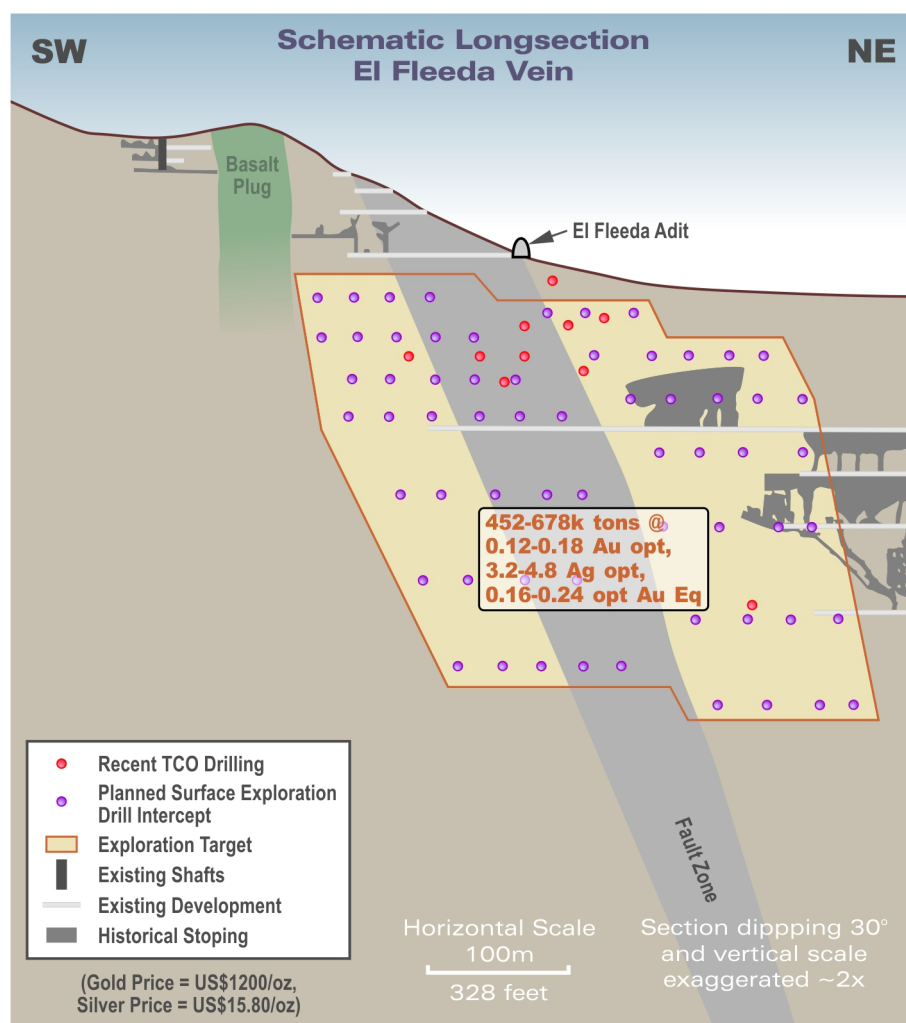 SW
Schematic Longsection
El Fleeda Vein
NE
Basalt
Plug
El Fleeda Adit
452-678k tons @
0.12-0.18 Au opt,
3.2-4.8 Ag opt,
0.16-0.24 opt Au Eq
Recent TCO Drilling
Planned Surface Exploration
Drill Intercept
Exploration Target
Existing Shafts
Existing Development
Historical Stoping
(Gold Price = US$1200/oz,
Silver Price = US$15.80/oz)
Fault Zone
Horizontal Scale
100m
328 feet
Section dippping 30°
and vertical scale
exaggerated ~2x